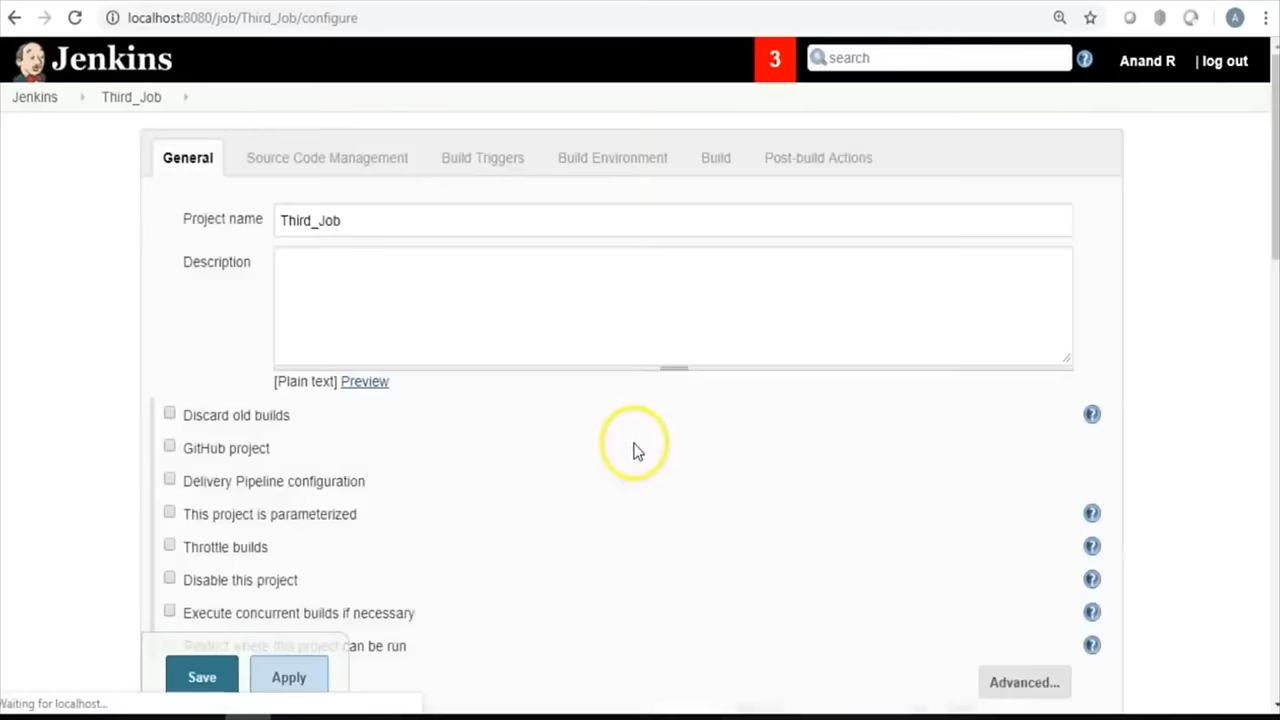 localhost:8080/job/Third_Job/configure
A
Jenkins
3
search
Anand R
| log out
Jenkins
Third_Job
General
Source Code Management
Build Triggers
Build Environment
Build
Post-build Actions
Project name
Third_Job
Description
[Plain text] Preview
Discard old builds
GitHub project
Delivery Pipeline configuration
This project is parameterized
Throttle builds
Disable this project
Execute concurrent builds if necessary
where this project can be run
Save
Apply
Advanced...
Waiting for localhost...